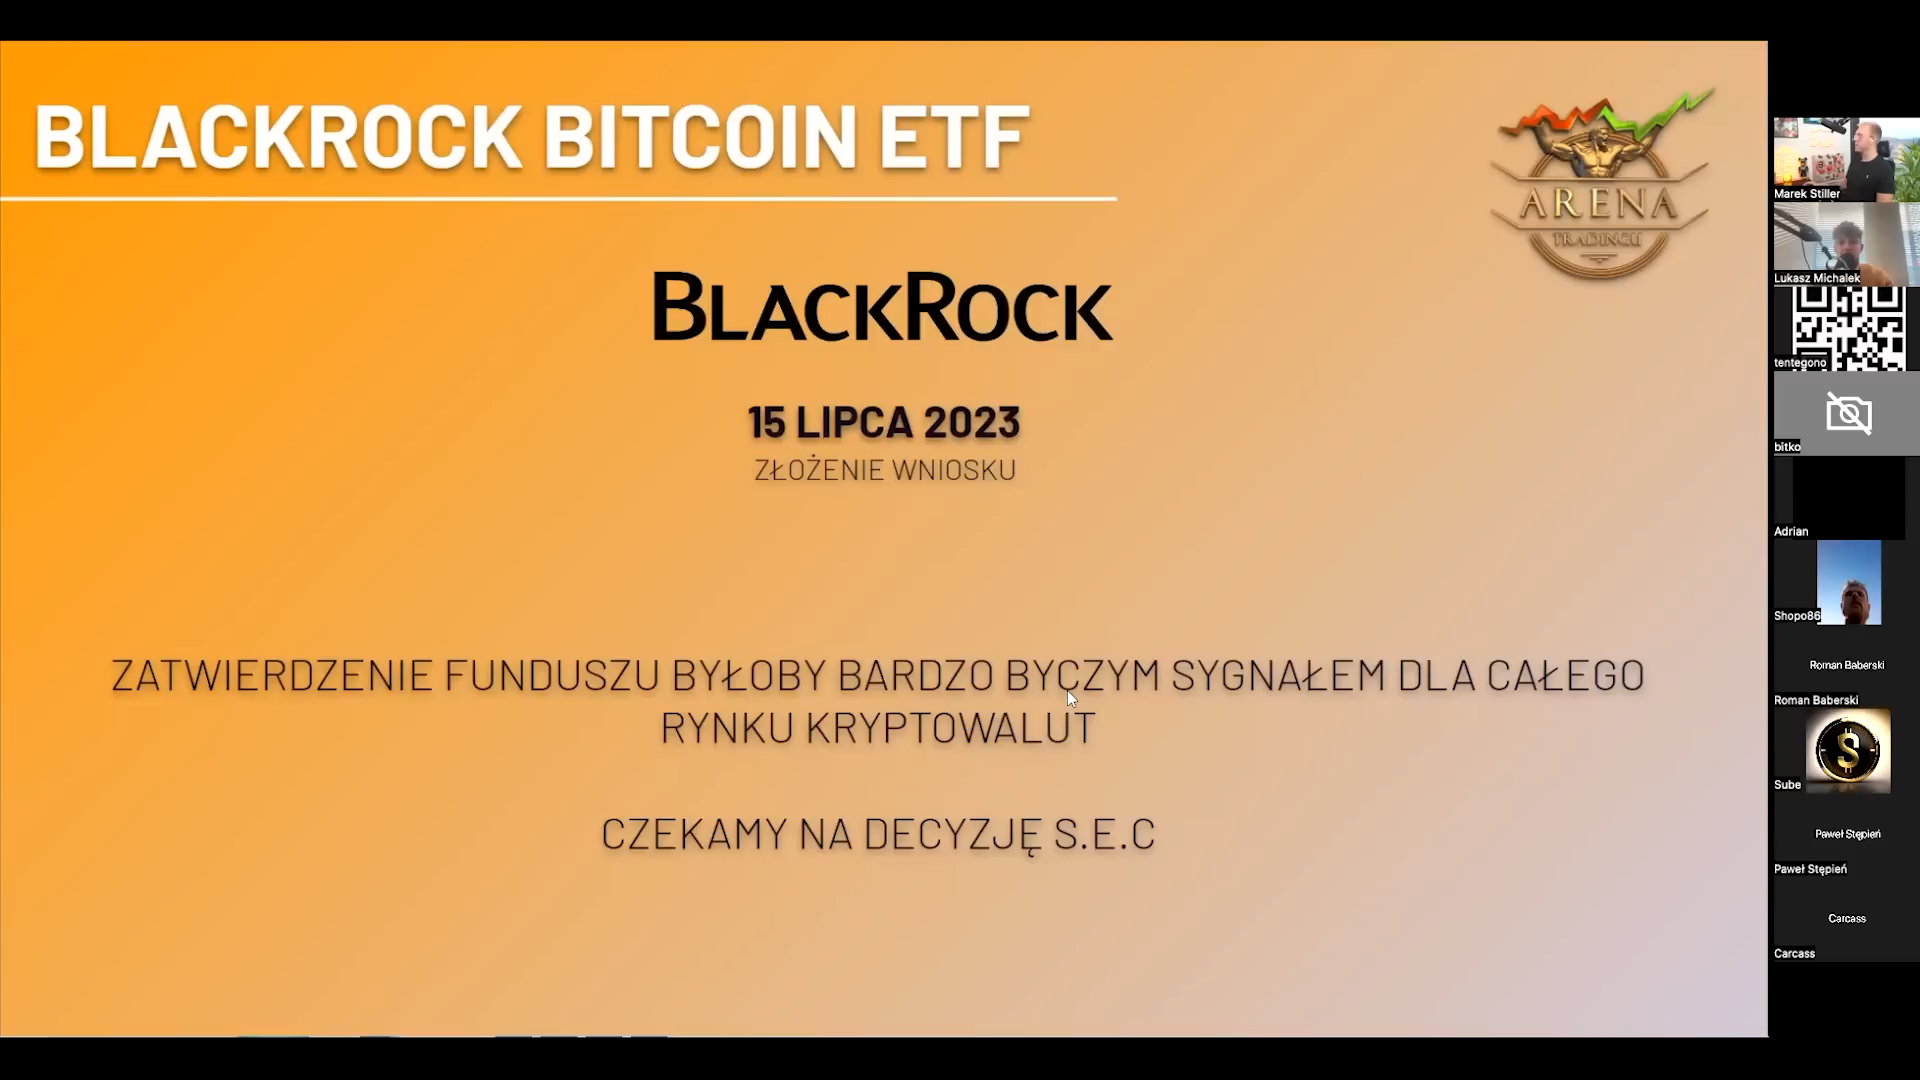 BLACKROCK BITCOIN ETF
ARENA
TRADINGU
BLACKROCK
15 LIPCA 2023
ZŁOŻENIE WNIOSKU
ZATWIERDZENIE FUNDUSZU BYŁOBY BARDZO BYCZYM SYGNAŁEM DLA CAŁEGO
RYNKU KRYPTOWALUT
CZEKAMY NA DECYZJĘ S.E.C
Marek Stiller
Lukasz Michalek
tentegono
bitko
Adrian
Shopo86
Roman Baberski
Roman Baberski
Sube
Paweł Stępień
Paweł Stępień
Carcass
Carcass